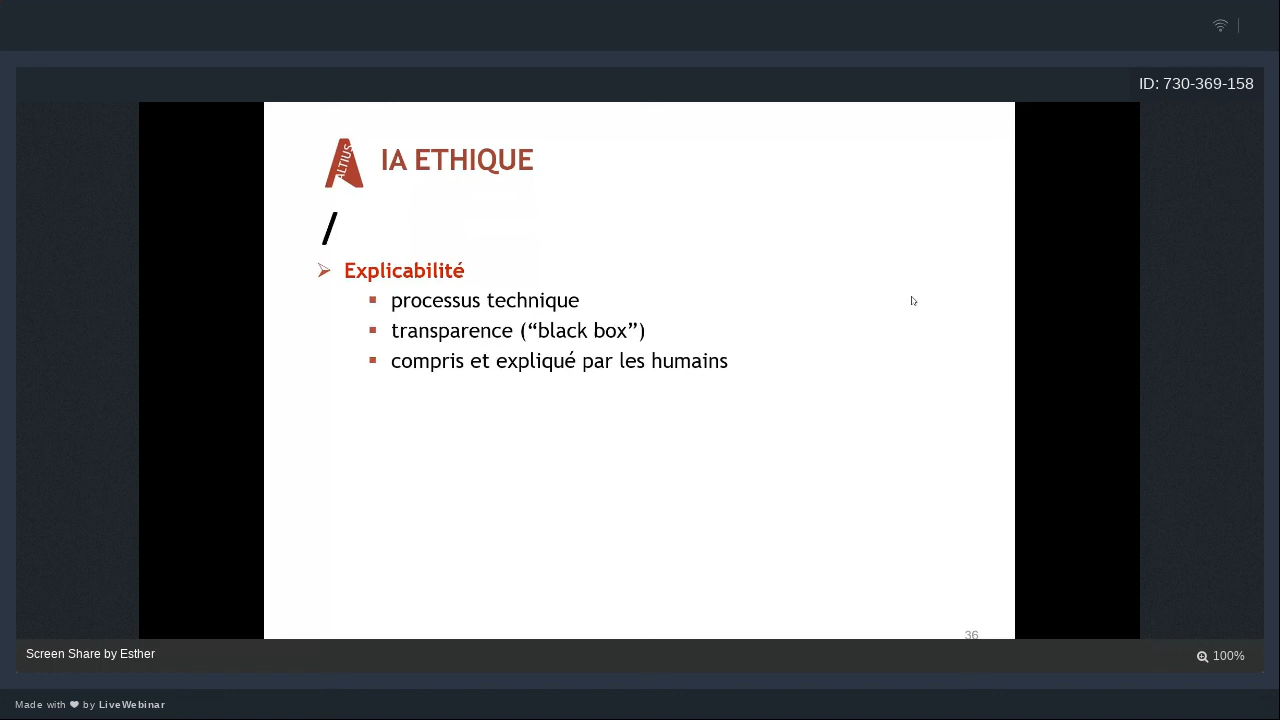 ID: 730-369-158
ALTIUS
IA ETHIQUE
/
➢ Explicabilité
▪ processus technique
▪ transparence (“black box”)
▪ compris et expliqué par les humains
36
Screen Share by Esther
100%
Made with ❤ by LiveWebinar